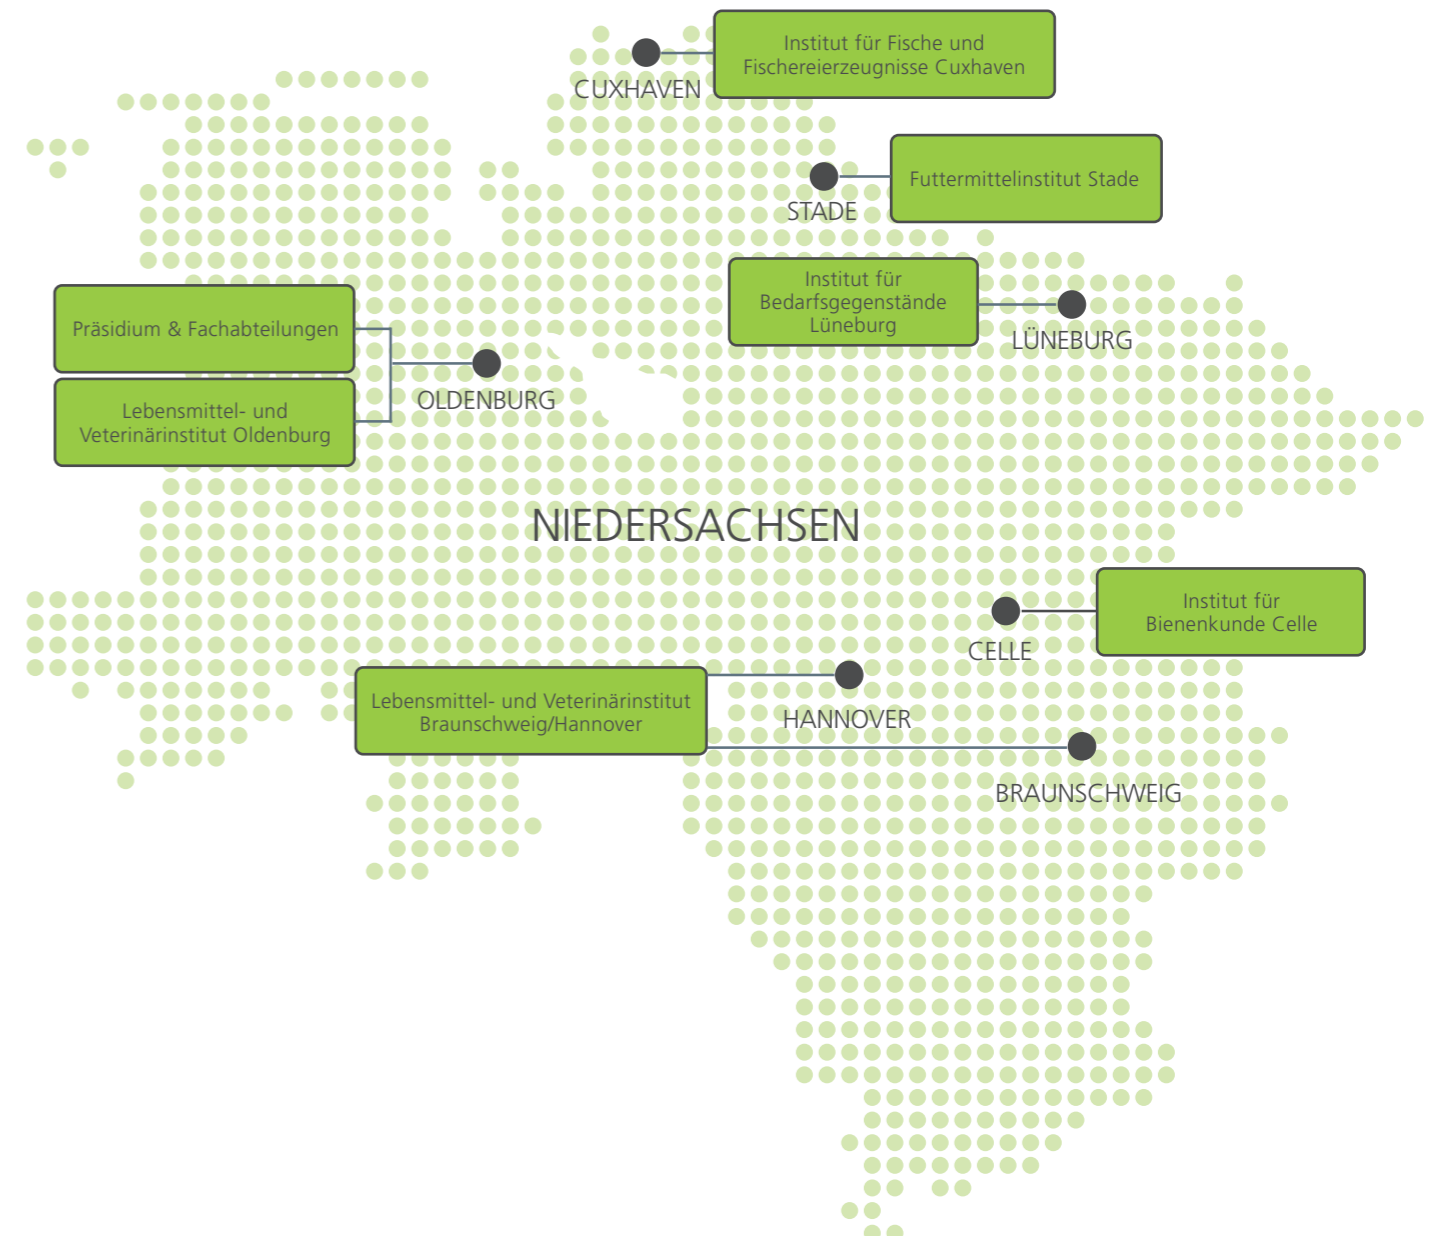 Institut für Fische und
Fischereierzeugnisse Cuxhaven
CUXHAVEN
Futtermittelinstitut Stade
STADE
Institut für
Bedarfsgegenstände
Lüneburg
LÜNEBURG
Präsidium & Fachabteilungen
Lebensmittel- und
Veterinärinstitut Oldenburg
OLDENBURG
NIEDERSACHSEN
Institut für
Bienenkunde Celle
CELLE
Lebensmittel- und Veterinärinstitut
Braunschweig/Hannover
HANNOVER
BRAUNSCHWEIG